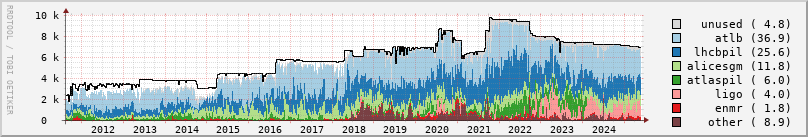 10 k
8 k
6 k
4 k
2 k
0
2012 2013 2014 2015 2016 2017 2018 2019 2020 2021 2022 2023 2024
unused ( 4.8)
atlb (36.9)
lhcbpil (25.6)
alicesgm (11.8)
atlaspil ( 6.0)
ligo ( 4.0)
enmr ( 1.8)
other ( 8.9)
RRDTOOL / TOBI OETIKER